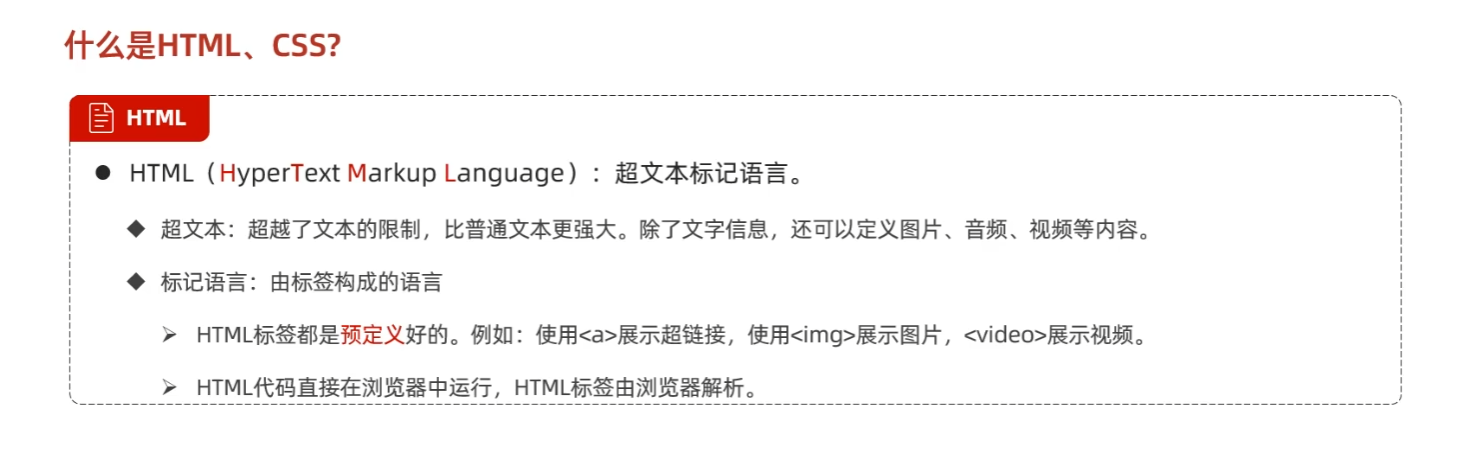 什么是HTML、CSS?
HTML
● HTML（HyperText Markup Language）：超文本标记语言。
◆ 超文本：超越了文本的限制，比普通文本更强大。除了文字信息，还可以定义图片、音频、视频等内容。
◆ 标记语言：由标签构成的语言
➢ HTML标签都是预定义好的。例如：使用<a>展示超链接，使用<img>展示图片，<video>展示视频。
➢ HTML代码直接在浏览器中运行，HTML标签由浏览器解析。